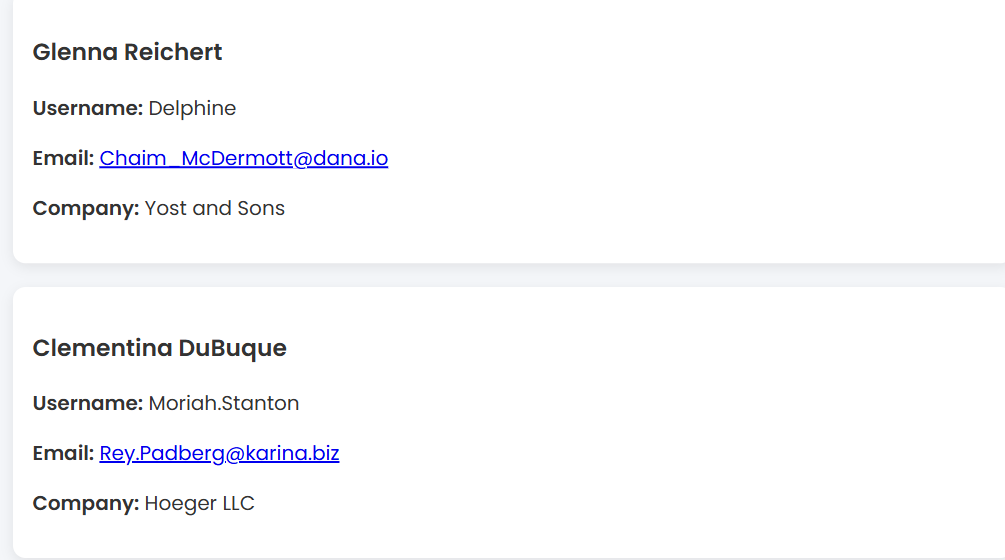 Glenna Reichert
Username: Delphine
Email: Chaim_McDermott@dana.io
Company: Yost and Sons
Clementina DuBuque
Username: Moriah.Stanton
Email: Rey.Padberg@karina.biz
Company: Hoeger LLC